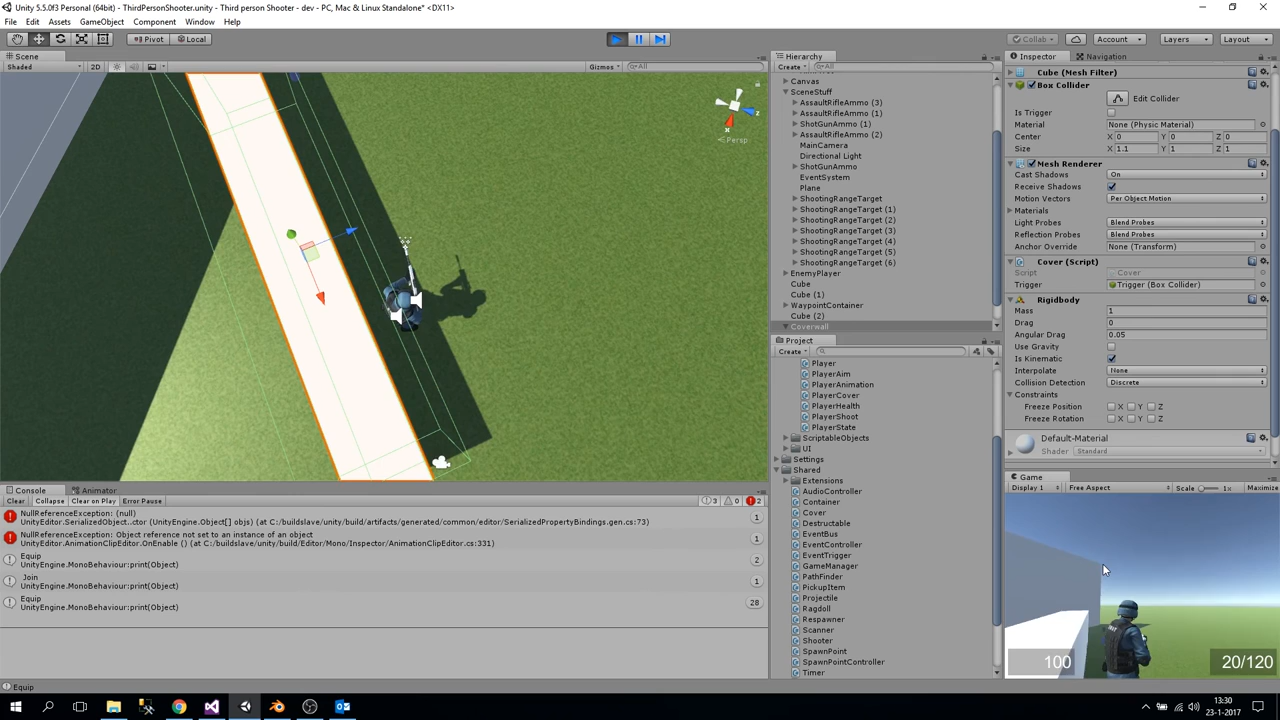 Unity 5.5.0f3 Personal (64bit) - ThirdPersonShooter.unity - Third person Shooter - dev - PC, Mac & Linux Standalone* <DX11>
File Edit Assets GameObject Component Window Help
Pivot Local Collab Account Layers Layout
Scene
Shaded 2D Gizmos All
x z
Persp
Hierarchy
Create All
Canvas
SceneStuff
AssaultRifleAmmo (3)
AssaultRifleAmmo (1)
ShotGunAmmo (1)
AssaultRifleAmmo (2)
MainCamera
Directional Light
ShotGunAmmo
EventSystem
Plane
ShootingRangeTarget
ShootingRangeTarget (1)
ShootingRangeTarget (2)
ShootingRangeTarget (3)
ShootingRangeTarget (4)
ShootingRangeTarget (5)
ShootingRangeTarget (6)
EnemyPlayer
Cube
Cube (1)
WaypointContainer
Cube (2)
Coverwall
Project
Create
Player
PlayerAim
PlayerAnimation
PlayerCover
PlayerHealth
PlayerShoot
PlayerState
ScriptableObjects
UI
Settings
Shared
Extensions
AudioController
Container
Cover
Destructable
EventBus
EventController
EventTrigger
GameManager
PathFinder
PickupItem
Projectile
Ragdoll
Respawner
Scanner
Shooter
SpawnPoint
SpawnPointController
Timer
Inspector Navigation
Cube (Mesh Filter)
Box Collider
Edit Collider
Is Trigger
Material None (Physic Material)
Center X 0 Y 0 Z 0
Size X 1.1 Y 1 Z 1
Mesh Renderer
Cast Shadows On
Receive Shadows
Motion Vectors Per Object Motion
Materials
Light Probes Blend Probes
Reflection Probes Blend Probes
Anchor Override None (Transform)
Cover (Script)
Script Cover
Trigger Trigger (Box Collider)
Rigidbody
Mass 1
Drag 0
Angular Drag 0.05
Use Gravity
Is Kinematic
Interpolate None
Collision Detection Discrete
Constraints
Freeze Position X Y Z
Freeze Rotation X Y Z
Default-Material
Shader Standard
Game
Display 1 Free Aspect Scale 1x Maximize
100 20/120
Console Animator
Clear Collapse Clear on Play Error Pause 3 0 2
NullReferenceException: (null)
UnityEditor.SerializedObject..ctor (UnityEngine.Object[] objs) (at C:/buildslave/unity/build/artifacts/generated/common/editor/SerializedPropertyBindings.gen.cs:73)
1
NullReferenceException: Object reference not set to an instance of an object
UnityEditor.AnimationClipEditor.OnEnable () (at C:/buildslave/unity/build/Editor/Mono/Inspector/AnimationClipEditor.cs:331)
1
Equip
UnityEngine.MonoBehaviour:print(Object)
2
Join
UnityEngine.MonoBehaviour:print(Object)
1
Equip
UnityEngine.MonoBehaviour:print(Object)
28
Equip
13:30
23-1-2017